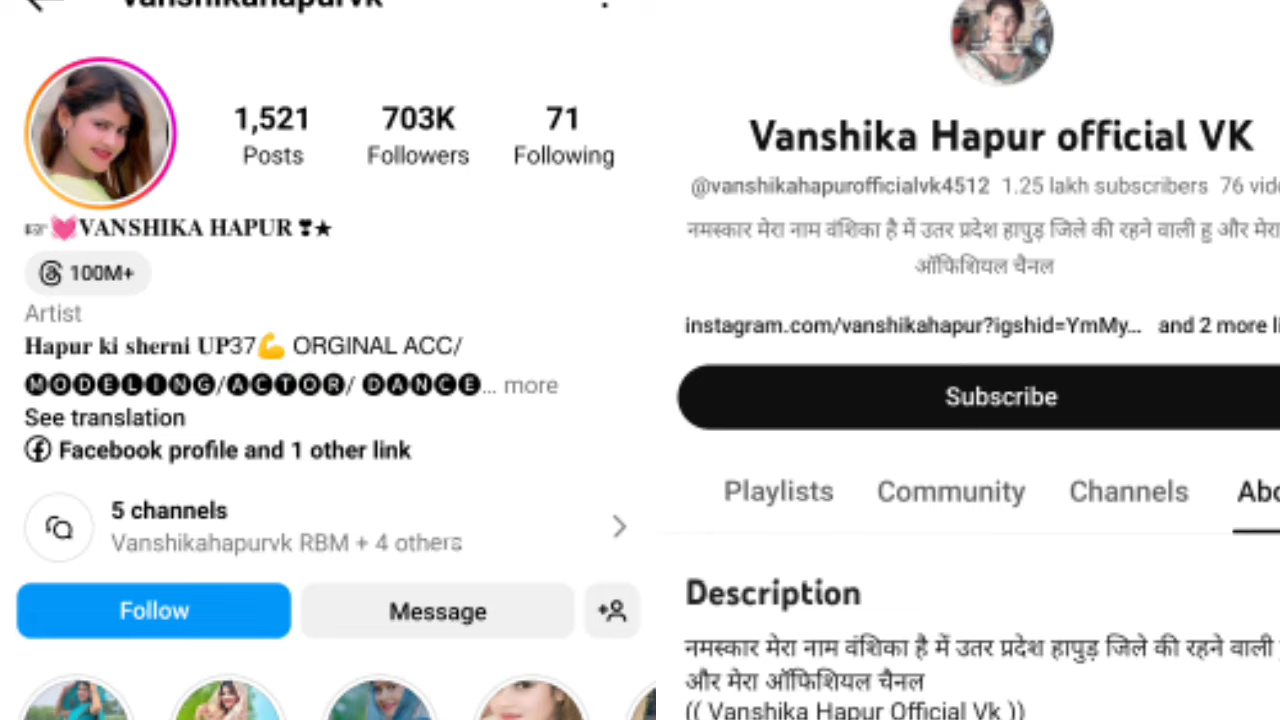 vanshikahapurvk
1,521
Posts
703K
Followers
71
Following
☞💓VANSHIKA HAPUR ❣★
100M+
Artist
Hapur ki sherni UP37💪 ORGINAL ACC/
🅜🅞🅓🅔🅛🅘🅝🅖/🅐🅒🅣🅞🅡/ 🅓🅐🅝🅒🅔... more
See translation
Facebook profile and 1 other link
5 channels
Vanshikahapurvk RBM + 4 others
Follow
Message
Vanshika Hapur official VK
@vanshikahapurofficialvk4512 1.25 lakh subscribers 76
नमस्कार मेरा नाम वंशिका है में उतर प्रदेश हापुड़ जिले की रहने वाली हु और मेरा
ऑफिशियल चैनल
instagram.com/vanshikahapur?igshid=YmMy... and 2 more
Subscribe
Playlists
Community
Channels
Description
नमस्कार मेरा नाम वंशिका है में उतर प्रदेश हापुड़ जिले की रहने वाली
और मेरा ऑफिशियल चैनल
(( Vanshika Hapur Official Vk ))